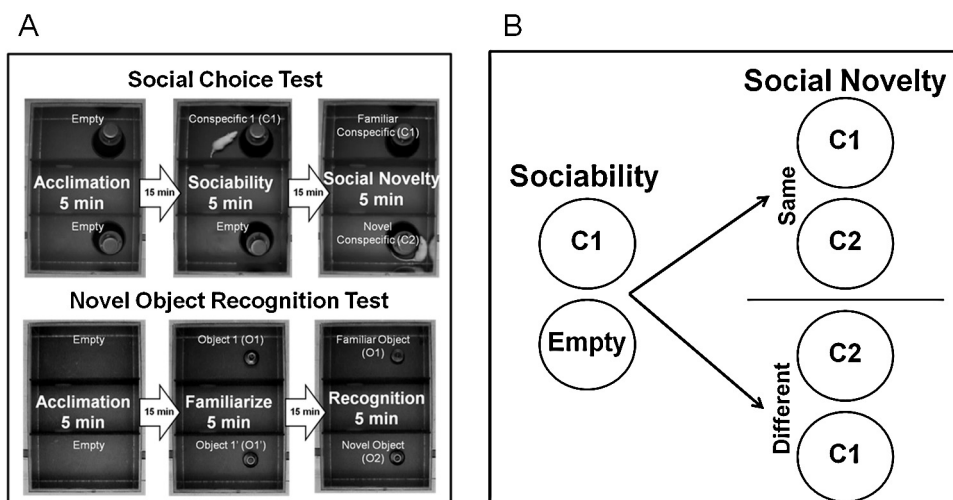 A
Social Choice Test
Empty
Acclimation
5 min
Empty
15 min
Conspecific 1 (C1)
Sociability
5 min
Empty
15 min
Familiar
Conspecific (C1)
Social Novelty
5 min
Novel
Conspecific (C2)
Novel Object Recognition Test
Empty
Acclimation
5 min
Empty
15 min
Object 1 (O1)
Familiarize
5 min
Object 1' (O1')
15 min
Familiar Object
(O1)
Recognition
5 min
Novel Object
(O2)
B
Sociability
C1
Empty
Social Novelty
Same
C1
C2
Different
C2
C1